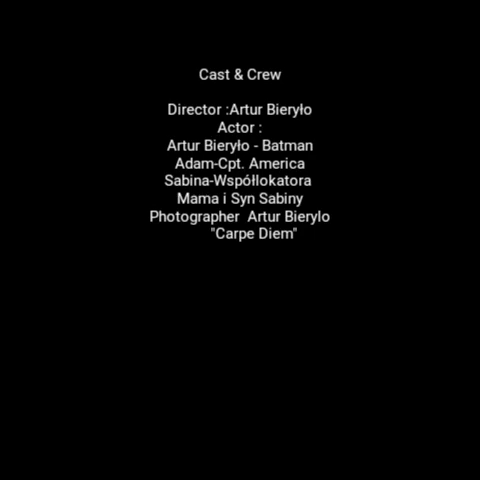 Cast & Crew
Director :Artur Bieryło
Actor :
Artur Bieryło - Batman
Adam-Cpt. America
Sabina-Współlokatora
Mama i Syn Sabiny
Photographer  Artur Bierylo
"Carpe Diem"